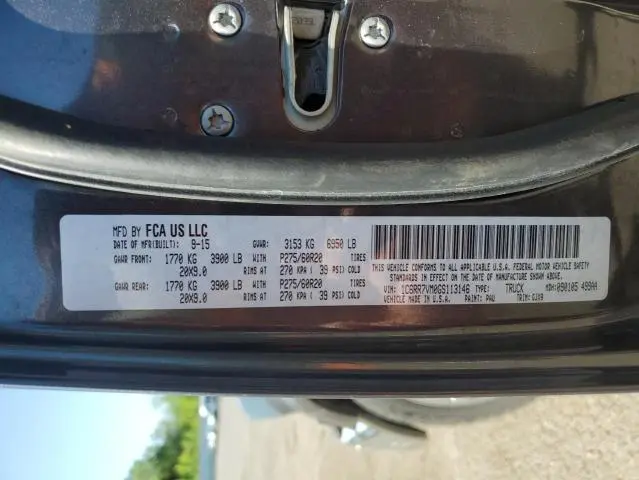 MFD BY FCA US LLC
DATE OF MFR(BUILT): 9-15 GVWR: 3153 KG 6950 LB
GAWR FRONT: 1770 KG 3900 LB WITH P275/60R20 TIRES
20X9.0 RIMS AT 270 KPA ( 39 PSI) COLD
GAWR REAR: 1770 KG 3900 LB WITH P275/60R20 TIRES
20X9.0 RIMS AT 270 KPA ( 39 PSI) COLD
THIS VEHICLE CONFORMS TO ALL APPLICABLE U.S.A. FEDERAL MOTOR VEHICLE SAFETY
STANDARDS IN EFFECT ON THE DATE OF MANUFACTURE SHOWN ABOVE.
VIN: 1C6RR7VM0GS113146 TYPE: TRUCK MDH:090105 499AA
VEHICLE MADE IN U.S.A. PAINT: PAU TRIM: GJX9